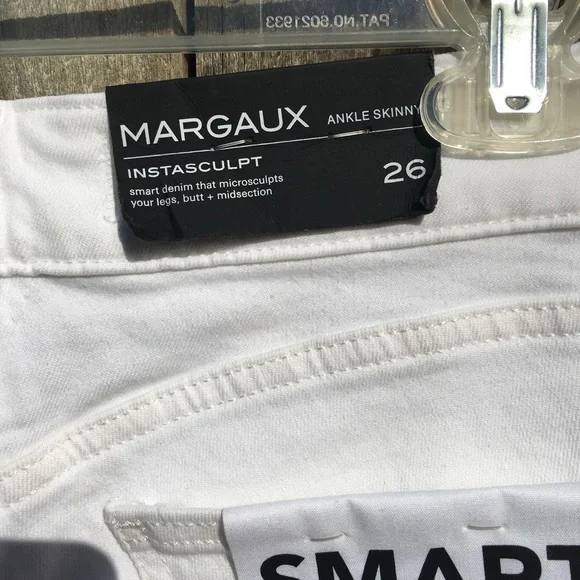 PAT.NO.6021933
MARGAUX ANKLE SKINNY
INSTASCULPT
smart denim that microsculpts
your legs, butt + midsection
26
SMART